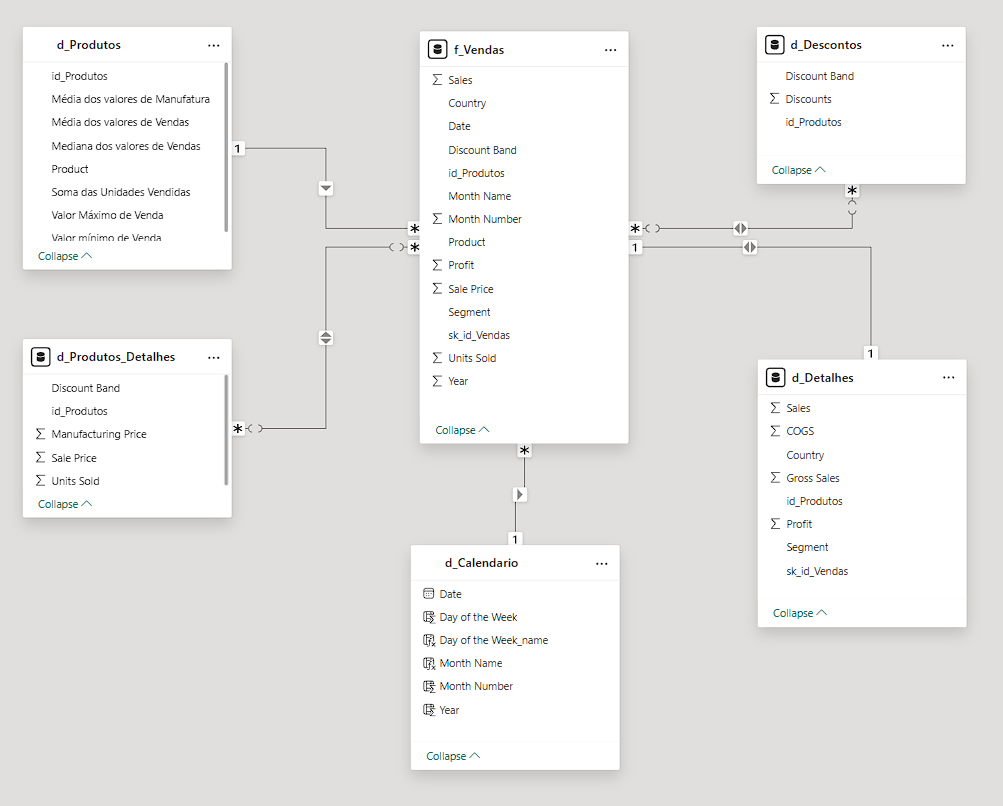 d_Produtos
id_Produtos
Média dos valores de Manufatura
Média dos valores de Vendas
Mediana dos valores de Vendas
Product
Soma das Unidades Vendidas
Valor Máximo de Venda
Valor mínimo de Venda
Collapse
1
*
f_Vendas
Sales
Country
Date
Discount Band
id_Produtos
Month Name
Month Number
Product
Profit
Sale Price
Segment
sk_id_Vendas
Units Sold
Year
Collapse
*
*
1
*
d_Descontos
Discount Band
Discounts
id_Produtos
Collapse
*
d_Produtos_Detalhes
Discount Band
id_Produtos
Manufacturing Price
Sale Price
Units Sold
Collapse
*
1
d_Detalhes
Sales
COGS
Country
Gross Sales
id_Produtos
Profit
Segment
sk_id_Vendas
Collapse
1
d_Calendario
Date
Day of the Week
Day of the Week_name
Month Name
Month Number
Year
Collapse